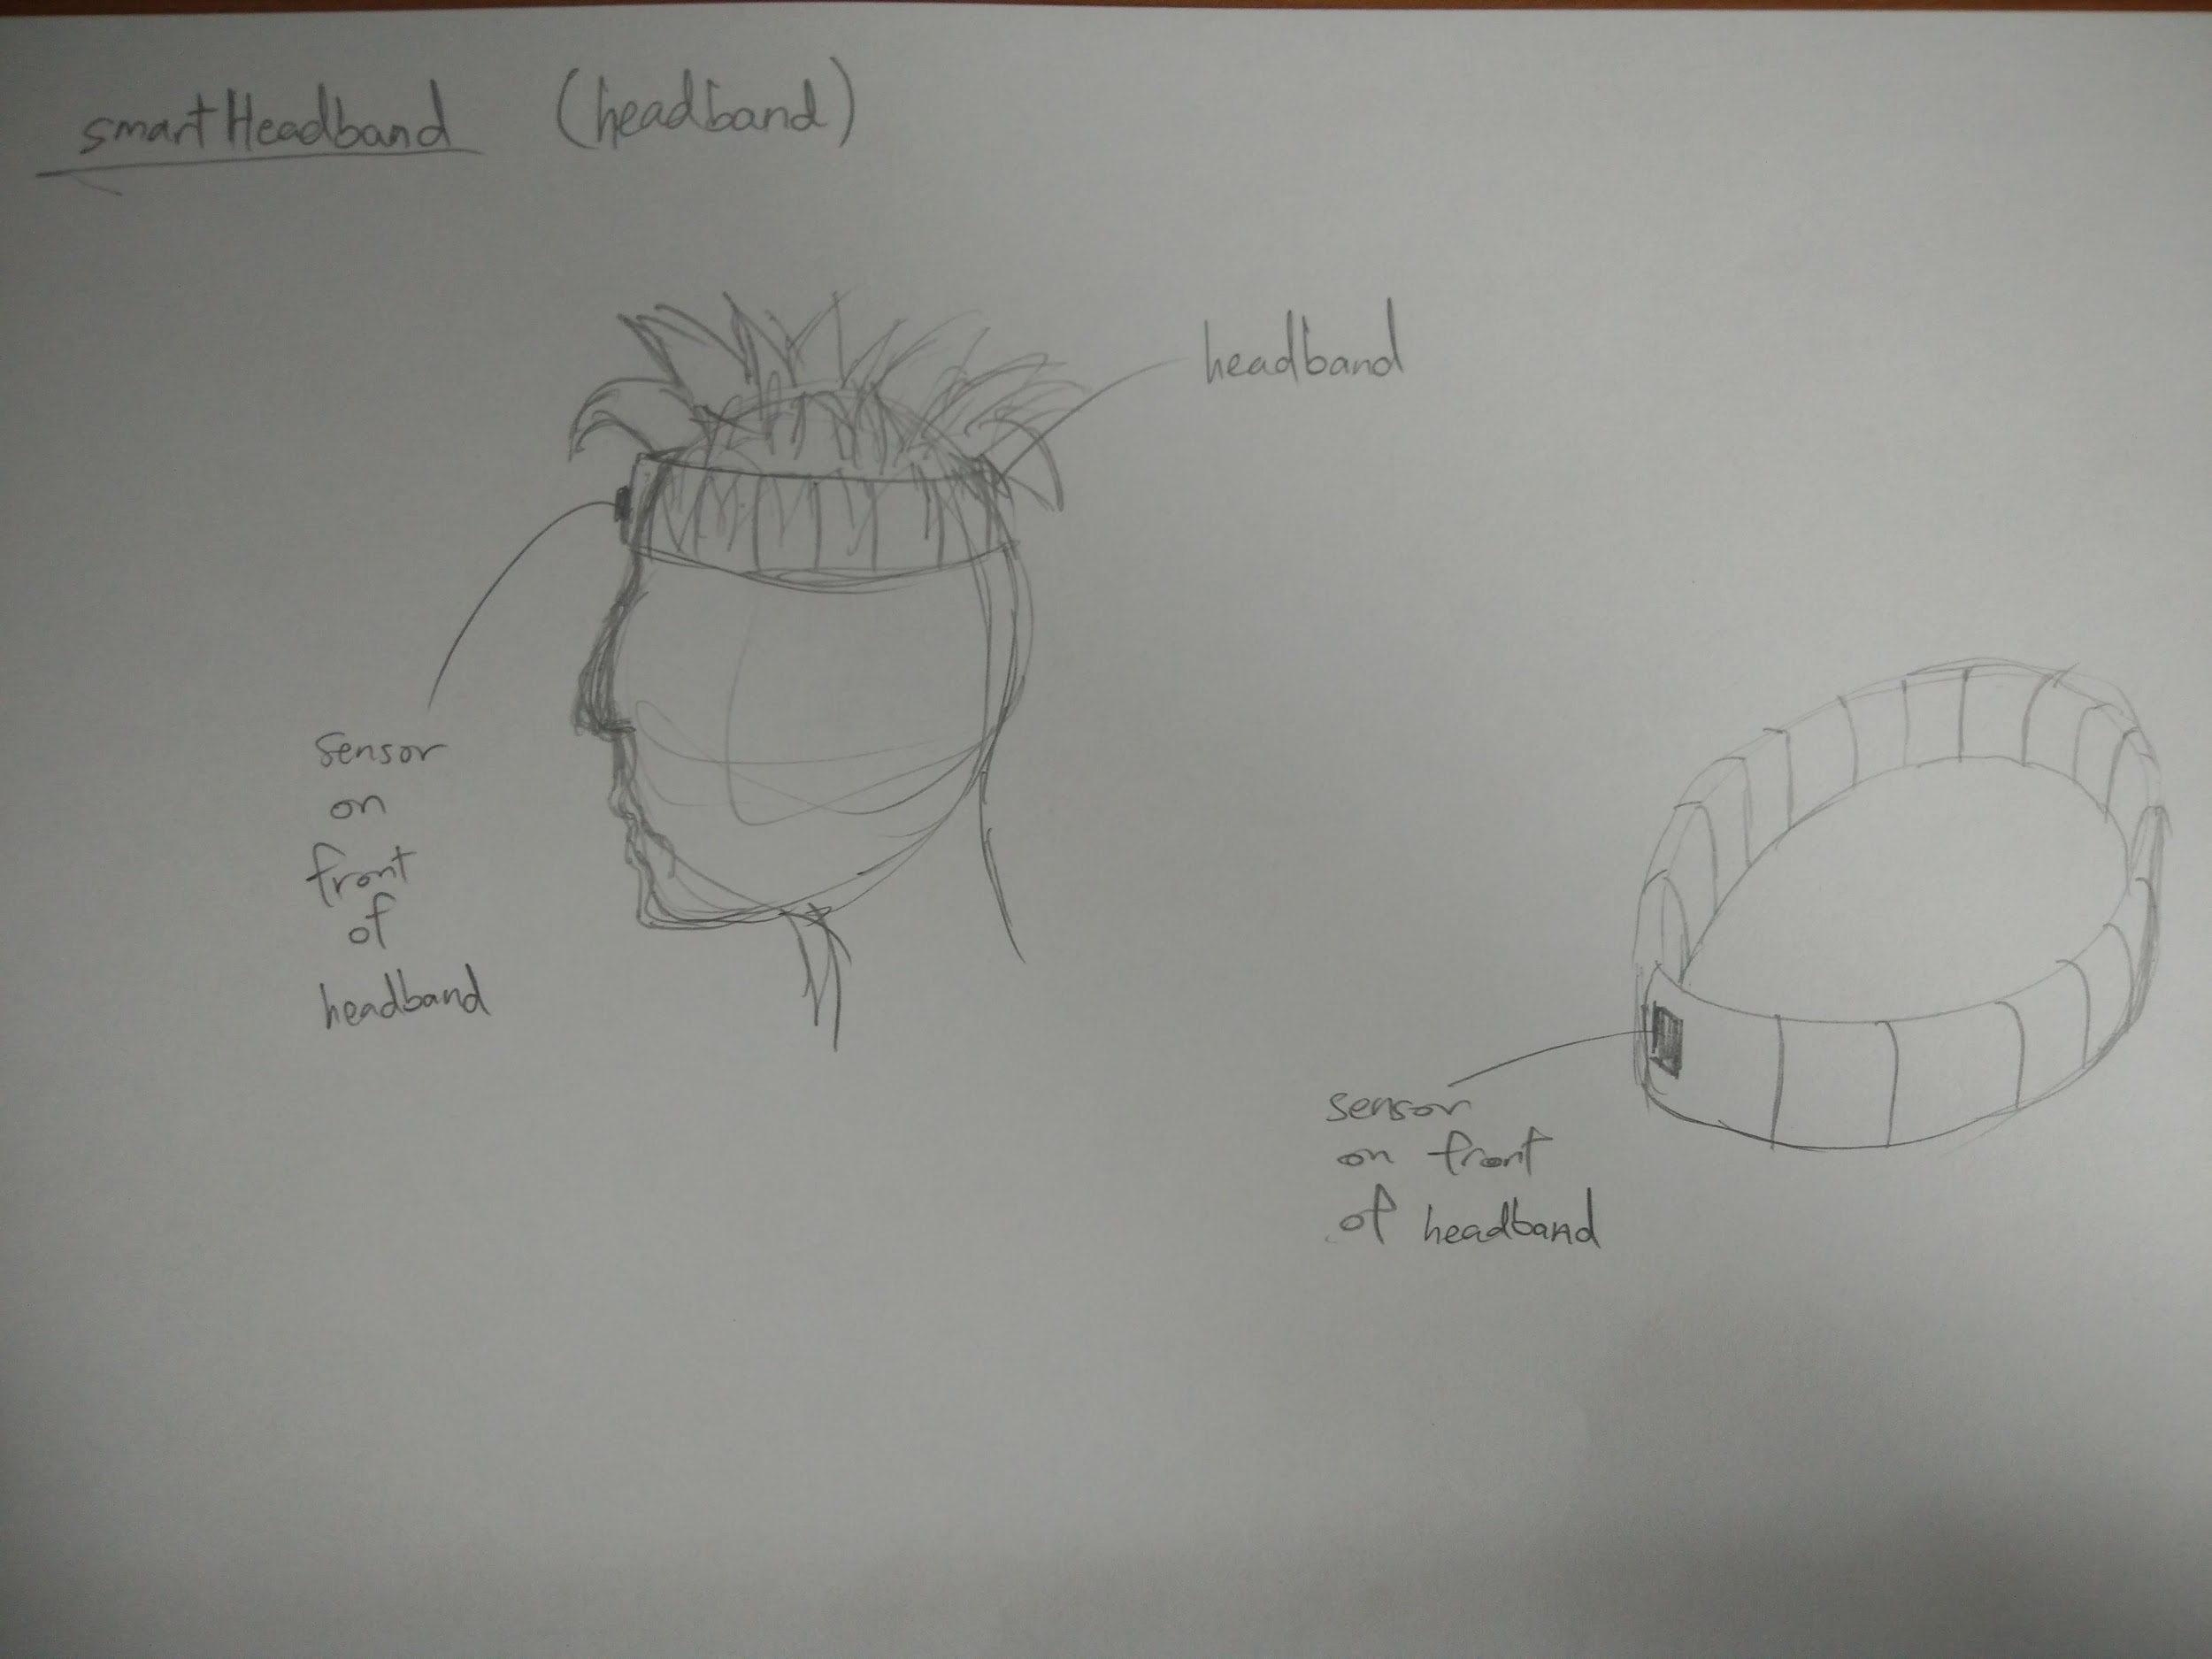 smartHeadband (headband)
headband
sensor
on
front
of
headband
sensor
on front
of headband